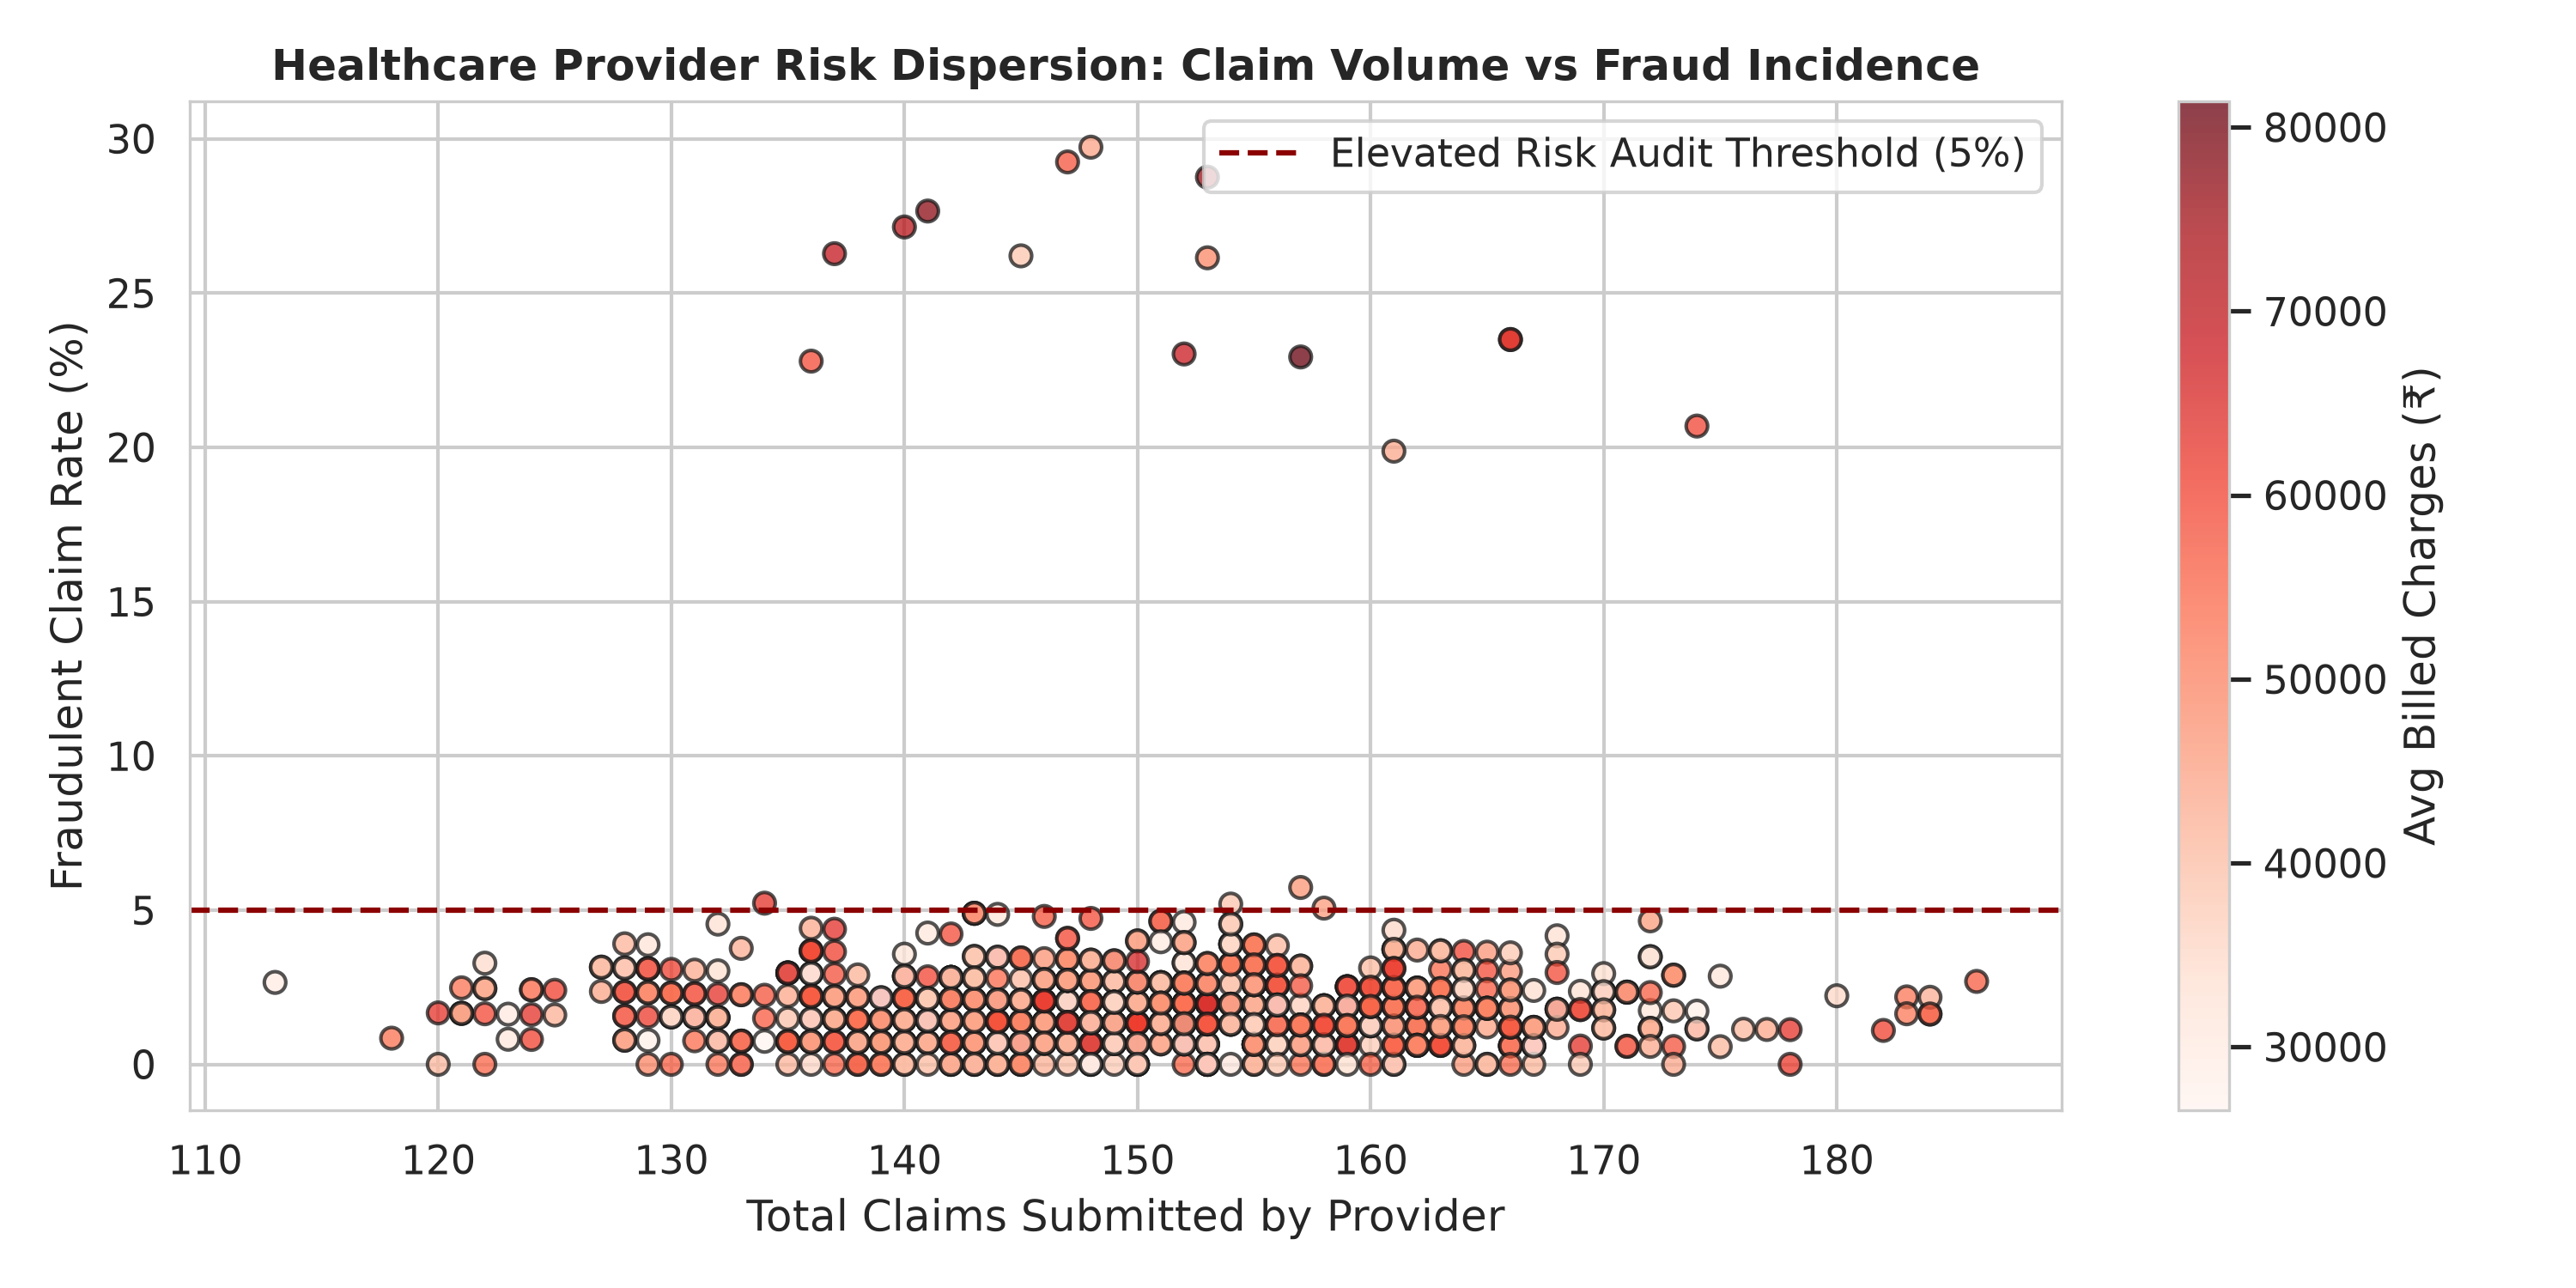 Healthcare Provider Risk Dispersion: Claim Volume vs Fraud Incidence
Elevated Risk Audit Threshold (5%)
Fraudulent Claim Rate (%)
30
25
20
15
10
5
0
110 120 130 140 150 160 170 180
Total Claims Submitted by Provider
80000
70000
60000
50000
40000
30000
Avg Billed Charges (₹)